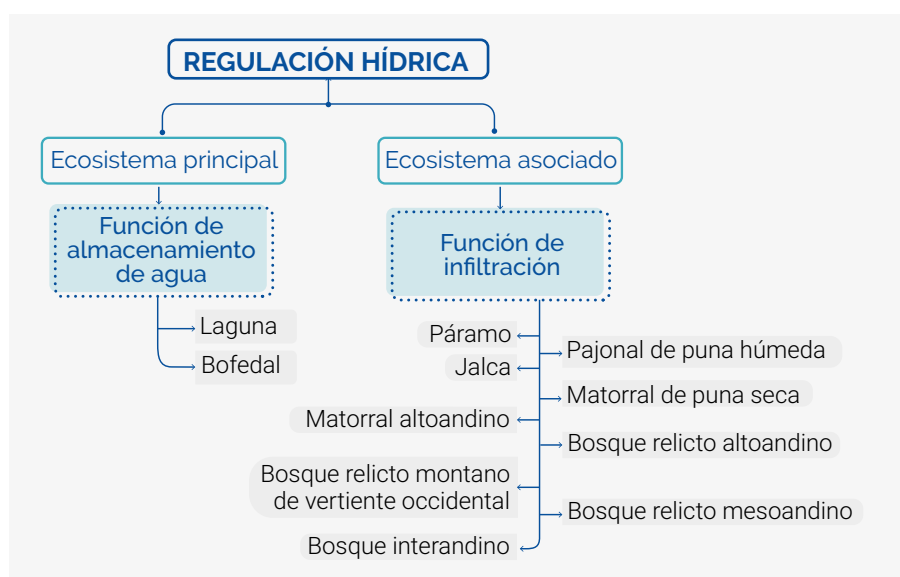 REGULACIÓN HÍDRICA
Ecosistema principal
Ecosistema asociado
Función de
almacenamiento
de agua
Función de
infiltración
Laguna
Bofedal
Páramo
Pajonal de puna húmeda
Jalca
Matorral de puna seca
Matorral altoandino
Bosque relicto altoandino
Bosque relicto montano
de vertiente occidental
Bosque relicto mesoandino
Bosque interandino